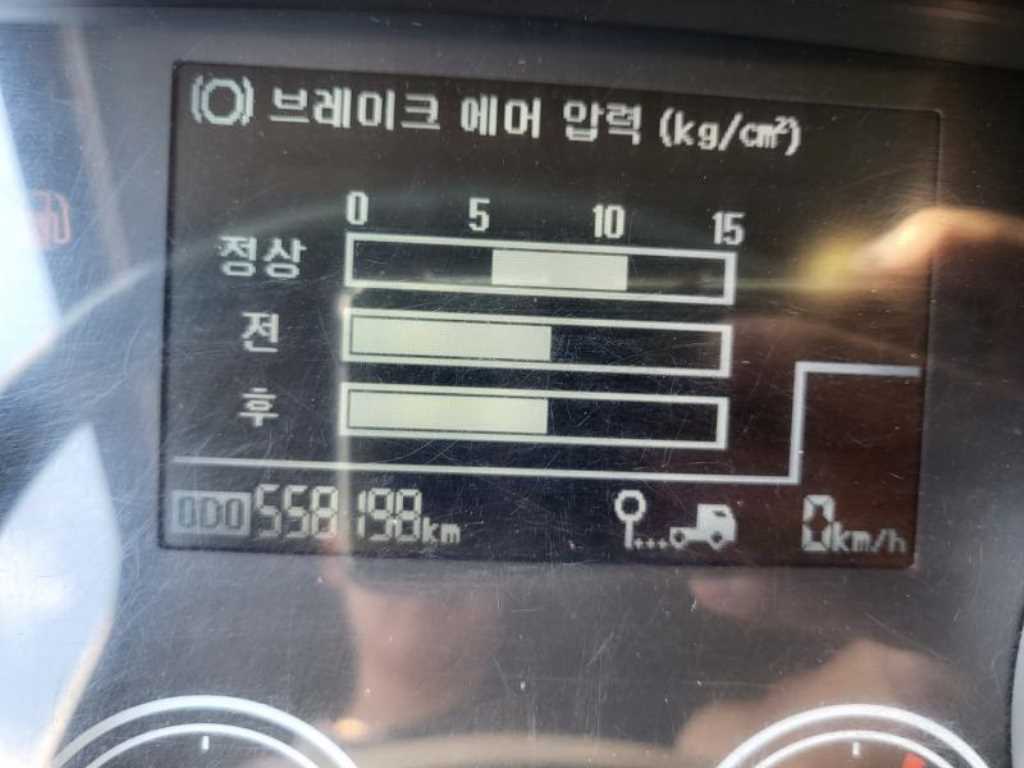 브레이크 에어 압력 (kg/cm²)
0 5 10 15
정상
전
후
ODO 558198km 0km/h